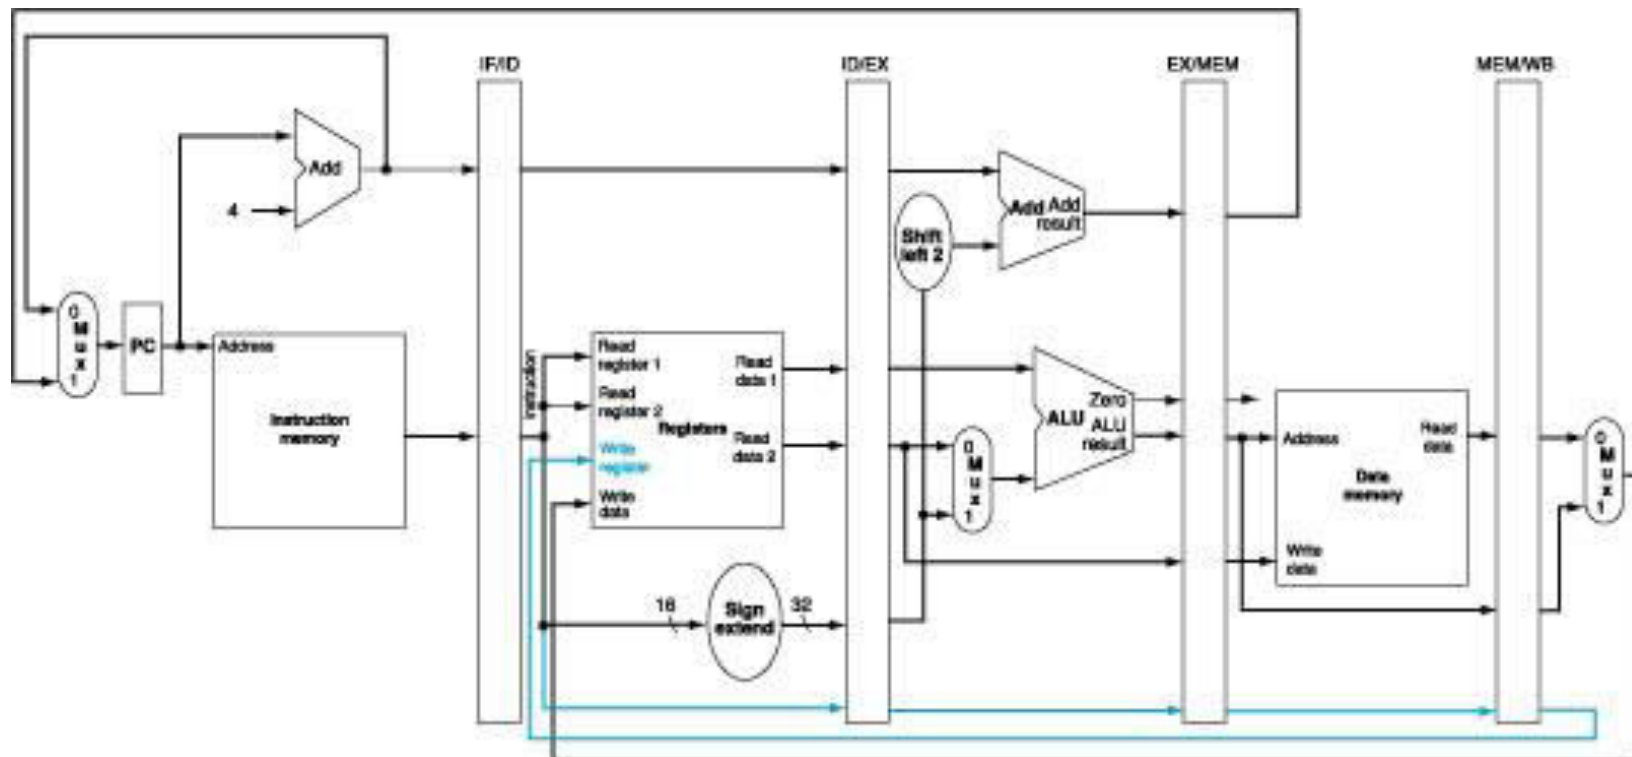 IF/ID
ID/EX
EX/MEM
MEM/WB
Add
4
Shift
left 2
Add
Add
result
0
M
u
x
1
PC
Address
Instruction
memory
Instruction
Read
register 1
Read
register 2
Write
register
Write
data
Registers
Read
data 1
Read
data 2
0
M
u
x
1
Zero
ALU
ALU
result
Address
Read
data
Data
memory
Write
data
0
M
u
x
1
16
Sign
extend
32